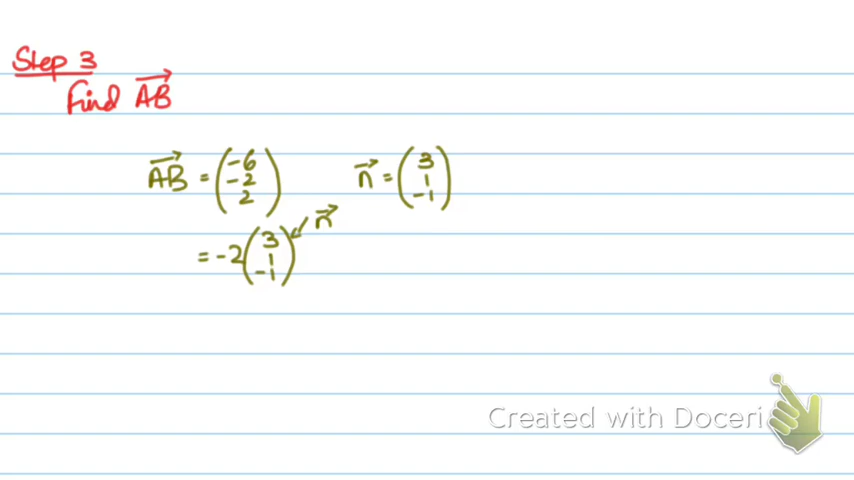 Step 3
Find AB
AB = (-6 -2 2) n = (3 1 -1)
= -2(3 1 -1) n
Created with Doceri